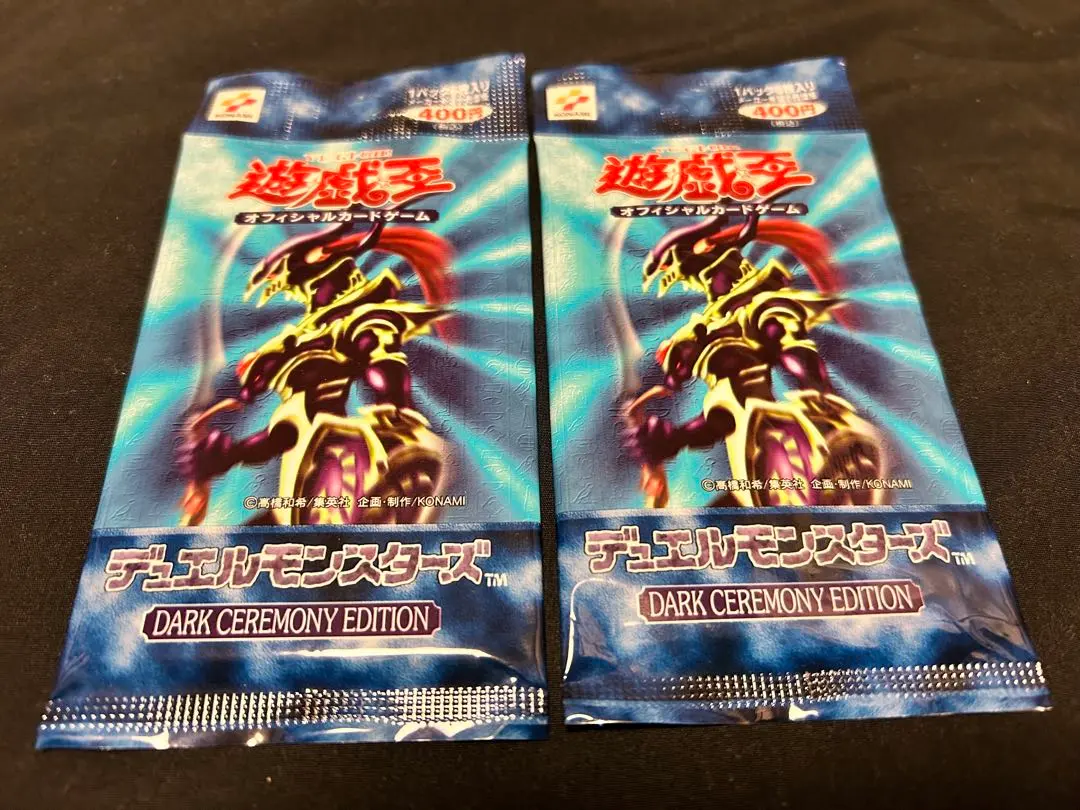 KONAMI
400円
遊戯王
オフィシャルカードゲーム
©高橋和希/集英社 企画・制作/KONAMI
デュエルモンスターズ™
DARK CEREMONY EDITION
KONAMI
400円
遊戯王
オフィシャルカードゲーム
©高橋和希/集英社 企画・制作/KONAMI
デュエルモンスターズ™
DARK CEREMONY EDITION